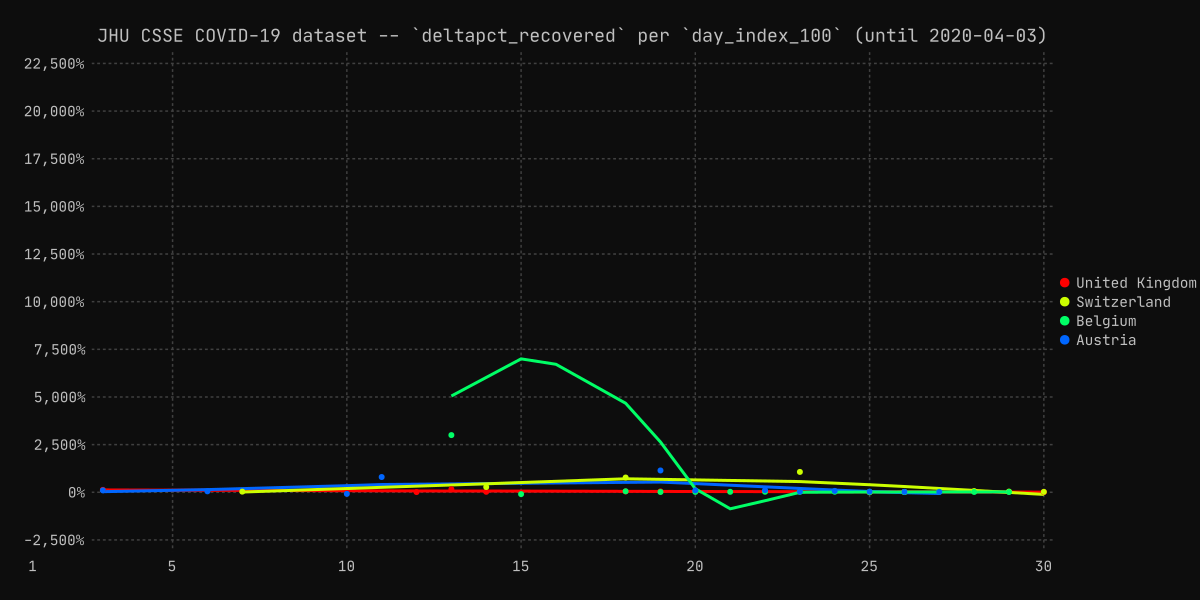 JHU CSSE COVID-19 dataset -- `deltapct_recovered` per `day_index_100` (until 2020-04-03)
22,500%
20,000%
17,500%
15,000%
12,500%
10,000%
7,500%
5,000%
2,500%
0%
-2,500%
1 5 10 15 20 25 30
United Kingdom
Switzerland
Belgium
Austria